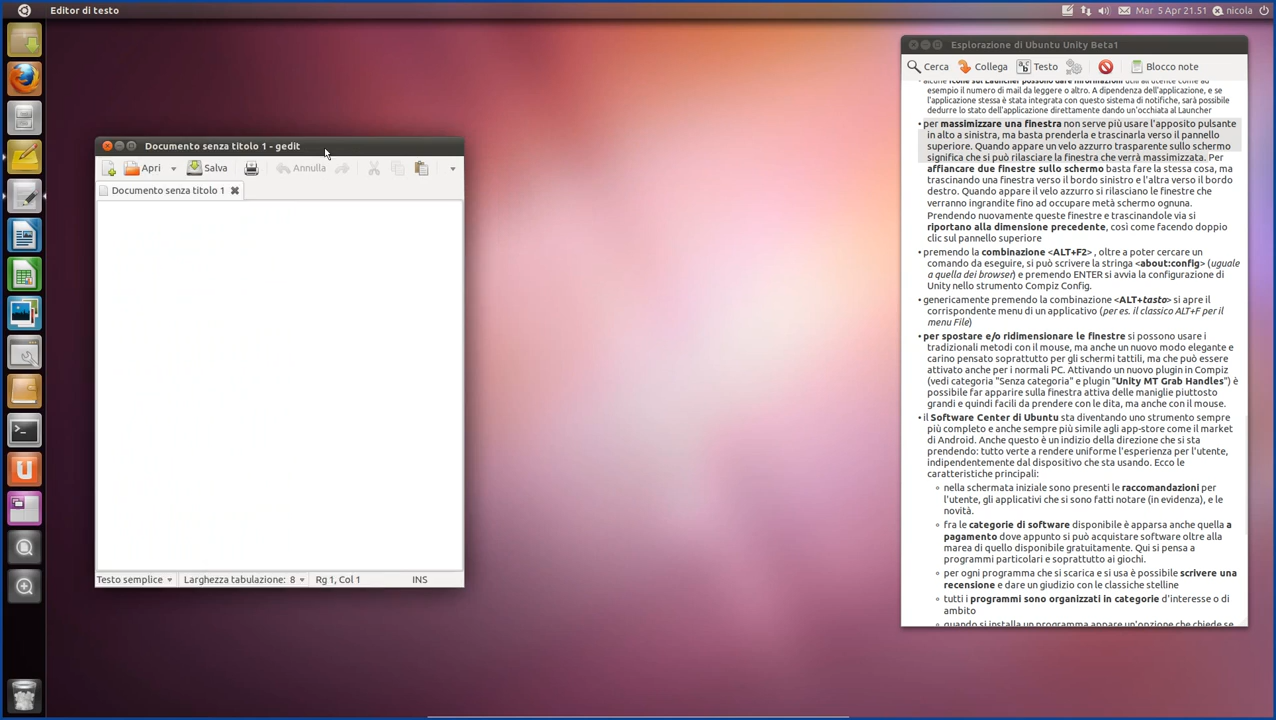 Editor di testo
Mar 5 Apr 21.51
nicola
Documento senza titolo 1 - gedit
Apri
Salva
Annulla
Documento senza titolo 1
Testo semplice
Larghezza tabulazione: 8
Rg 1, Col 1
INS
Esplorazione di Ubuntu Unity Beta1
Cerca
Collega
Testo
Blocco note
esempio il numero di mail da leggere o altro. A dipendenza dell'applicazione, e se
l'applicazione stessa è stata integrata con questo sistema di notifiche, sarà possibile
dedurre lo stato dell'applicazione direttamente dando un'occhiata al Launcher
• per massimizzare una finestra non serve più usare l'apposito pulsante
in alto a sinistra, ma basta prenderla e trascinarla verso il pannello
superiore. Quando appare un velo azzurro trasparente sullo schermo
significa che si può rilasciare la finestra che verrà massimizzata. Per
affiancare due finestre sullo schermo basta fare la stessa cosa, ma
trascinando una finestra verso il bordo sinistro e l'altra verso il bordo
destro. Quando appare il velo azzurro si rilasciano le finestre che
verranno ingrandite fino ad occupare metà schermo ognuna.
Prendendo nuovamente queste finestre e trascinandole via si
riportano alla dimensione precedente, così come facendo doppio
clic sul pannello superiore
• premendo la combinazione <ALT+F2> , oltre a poter cercare un
comando da eseguire, si può scrivere la stringa <about:config> (uguale
a quella dei browser) e premendo ENTER si avvia la configurazione di
Unity nello strumento Compiz Config.
• genericamente premendo la combinazione <ALT+tasto> si apre il
corrispondente menu di un applicativo (per es. il classico ALT+F per il
menu File)
• per spostare e/o ridimensionare le finestre si possono usare i
tradizionali metodi con il mouse, ma anche un nuovo modo elegante e
carino pensato soprattutto per gli schermi tattili, ma che può essere
attivato anche per i normali PC. Attivando un nuovo plugin in Compiz
(vedi categoria "Senza categoria" e plugin "Unity MT Grab Handles") è
possibile far apparire sulla finestra attiva delle maniglie piuttosto
grandi e quindi facili da prendere con le dita, ma anche con il mouse.
• il Software Center di Ubuntu sta diventando uno strumento sempre
più completo e anche sempre più simile agli app-store come il market
di Android. Anche questo è un indizio della direzione che si sta
prendendo: tutto verte a rendere uniforme l'esperienza per l'utente,
indipendentemente dal dispositivo che sta usando. Ecco le
caratteristiche principali:
◦ nella schermata iniziale sono presenti le raccomandazioni per
l'utente, gli applicativi che si sono fatti notare (in evidenza), e le
novità.
◦ fra le categorie di software disponibile è apparsa anche quella a
pagamento dove appunto si può acquistare software oltre alla
marea di quello disponibile gratuitamente. Qui si pensa a
programmi particolari e soprattutto ai giochi.
◦ per ogni programma che si scarica e si usa è possibile scrivere una
recensione e dare un giudizio con le classiche stelline
◦ tutti i programmi sono organizzati in categorie d'interesse o di
ambito
◦ quando si installa un programma appare un'opzione che chiede se